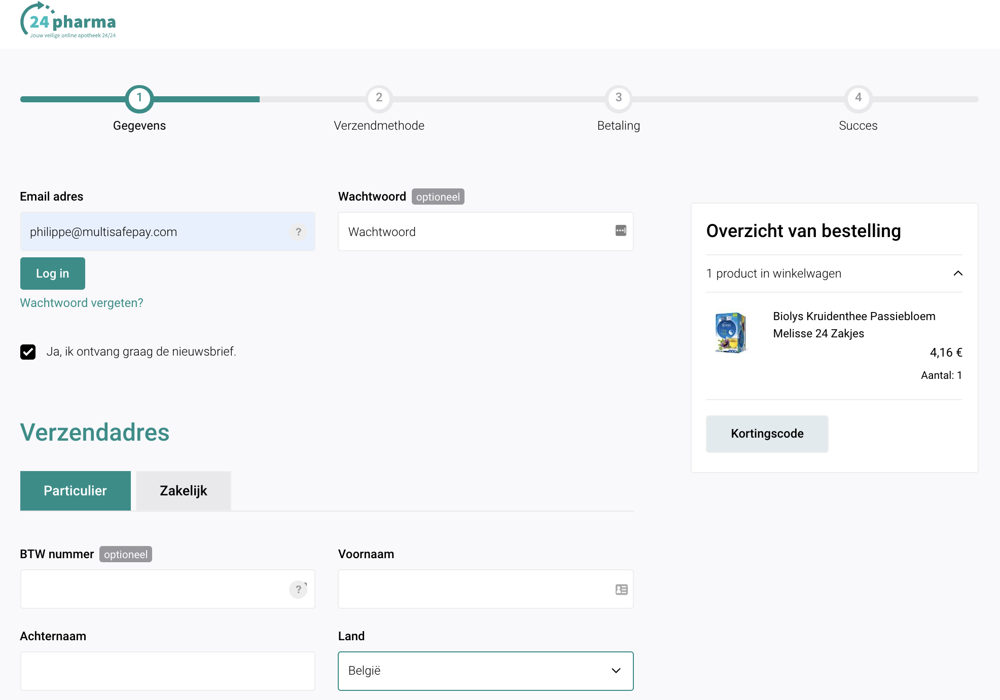 24 pharma
Jouw veilige online apotheek 24/24
1
2
3
4
Gegevens
Verzendmethode
Betaling
Succes
Email adres
Wachtwoord optioneel
philippe@multisafepay.com ?
Wachtwoord
Log in
Wachtwoord vergeten?
Ja, ik ontvang graag de nieuwsbrief.
Verzendadres
Particulier
Zakelijk
BTW nummer optioneel
Voornaam
?
Achternaam
Land
België
Overzicht van bestelling
1 product in winkelwagen
Stress
Biolys Kruidenthee Passiebloem
Melisse 24 Zakjes
4,16 €
Aantal: 1
Kortingscode